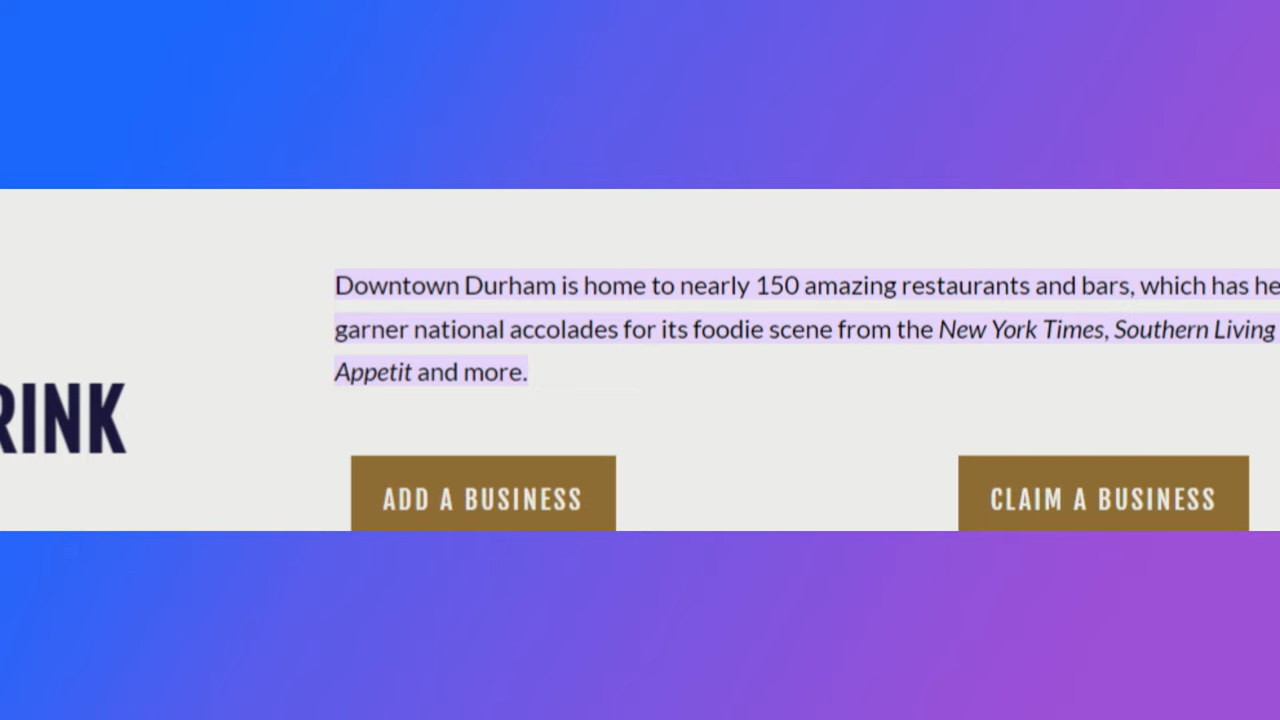 Downtown Durham is home to nearly 150 amazing restaurants and bars, which has
garner national accolades for its foodie scene from the New York Times, Southern Living
Appetit and more.
RINK
ADD A BUSINESS
CLAIM A BUSINESS